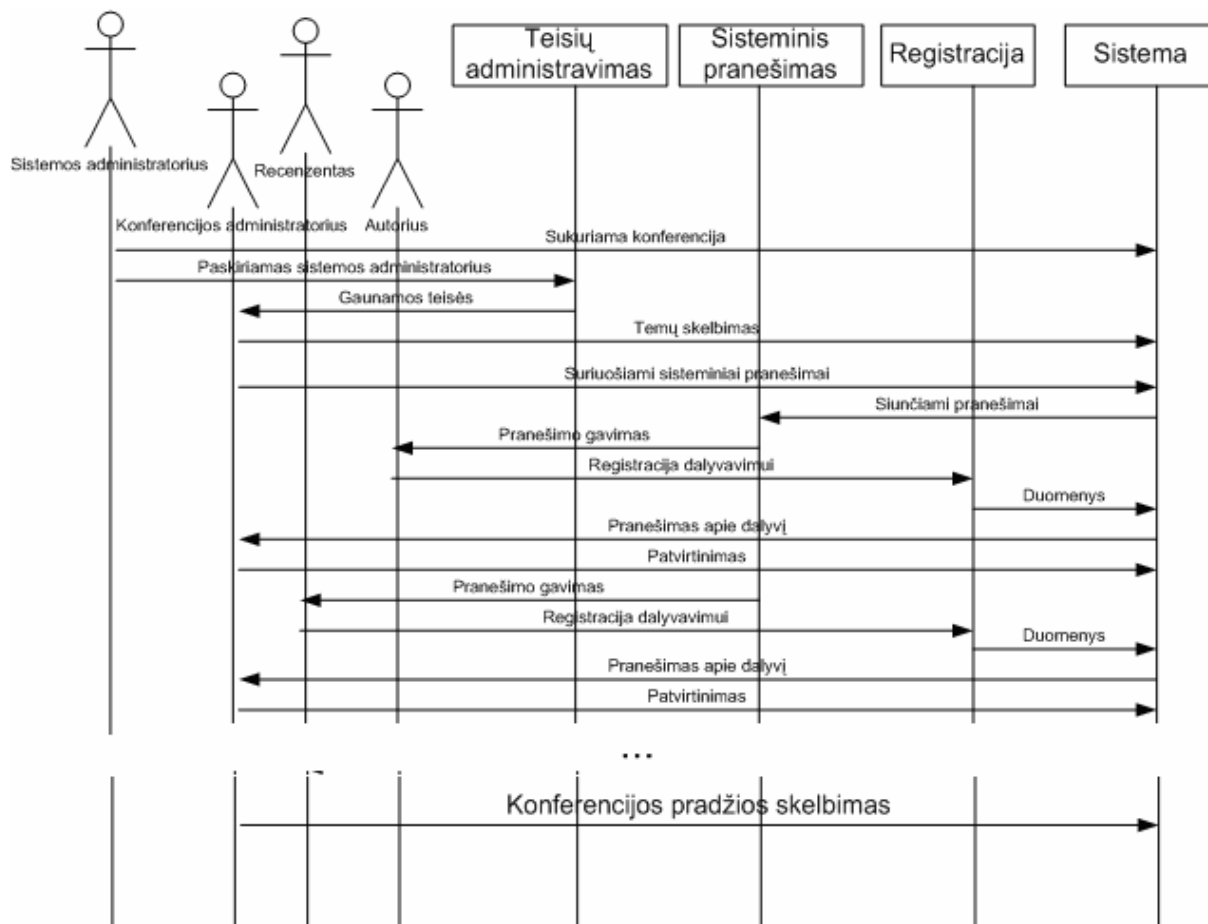 Teisių
administravimas
Sisteminis
pranešimas
Registracija
Sistema
Sistemos administratorius
Recenzentas
Konferencijos administratorius
Autorius
Sukuriama konferencija
Paskiriamas sistemos administratorius
Gaunamos teisės
Temų skelbimas
Suriuošiami sisteminiai pranešimai
Siunčiami pranešimai
Pranešimo gavimas
Registracija dalyvavimui
Duomenys
Pranešimas apie dalyvį
Patvirtinimas
Pranešimo gavimas
Registracija dalyvavimui
Duomenys
Pranešimas apie dalyvį
Patvirtinimas
...
Konferencijos pradžios skelbimas